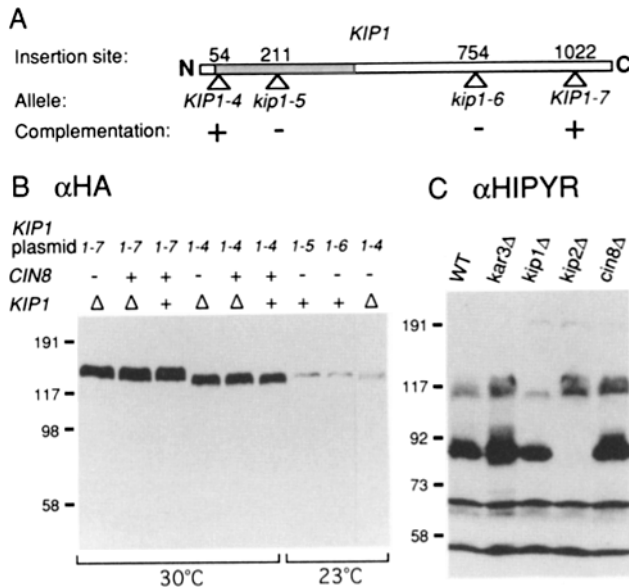 A
KIP1
Insertion site: 54 211 754 1022
N C
Allele: KIP1-4 kip1-5 kip1-6 KIP1-7
Complementation: + - - +
B αHA
KIP1
plasmid 1-7 1-7 1-7 1-4 1-4 1-4 1-5 1-6 1-4
CIN8 - + + - + + + + +
KIP1 Δ Δ + Δ Δ + + + Δ
191
117
98
58
30°C 23°C
C αHIPYR
WT kar3Δ kip1Δ kip2Δ cin8Δ
191
117
92
73
58